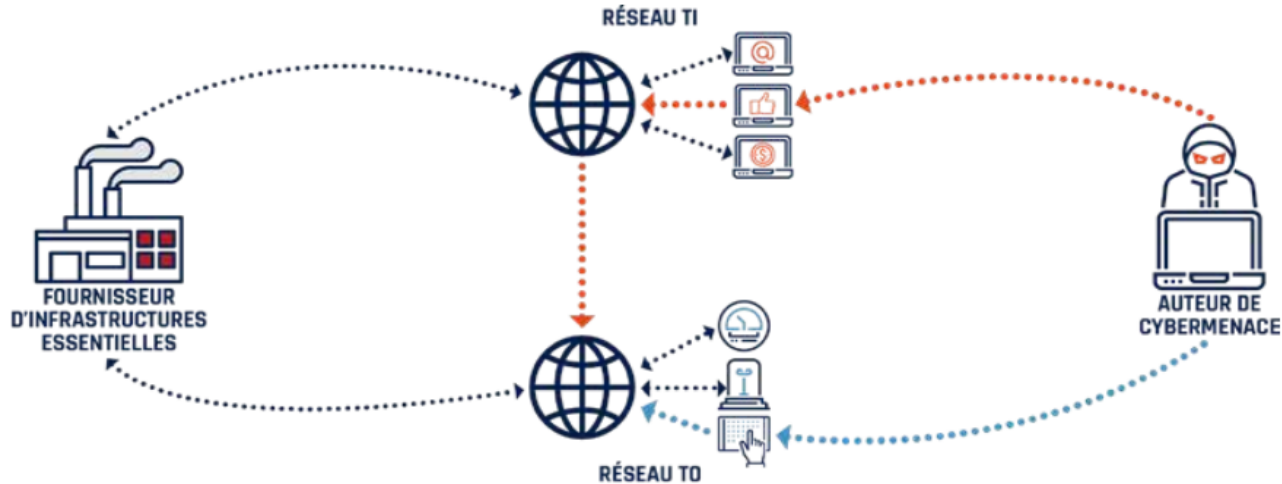 RÉSEAU TI
@
$
FOURNISSEUR
D'INFRASTRUCTURES
ESSENTIELLES
AUTEUR DE
CYBERMENACE
RÉSEAU TO